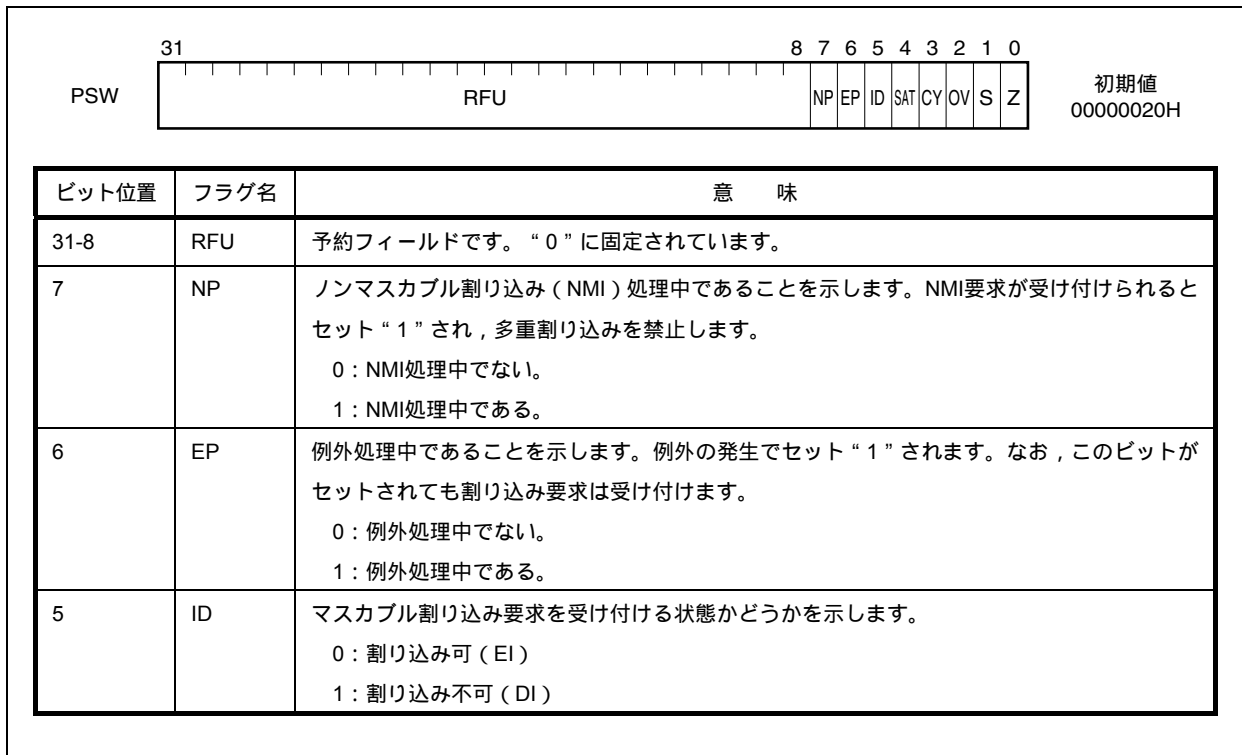 31 8 7 6 5 4 3 2 1 0
PSW RFU NP EP ID SAT CY OV S Z 初期値
00000020H
ビット位置 フラグ名 意 味
31-8 RFU 予約フィールドです。“0”に固定されています。
7 NP ノンマスカブル割り込み（NMI）処理中であることを示します。NMI要求が受け付けられると
セット“1”され，多重割り込みを禁止します。
0：NMI処理中でない。
1：NMI処理中である。
6 EP 例外処理中であることを示します。例外の発生でセット“1”されます。なお，このビットが
セットされても割り込み要求は受け付けます。
0：例外処理中でない。
1：例外処理中である。
5 ID マスカブル割り込み要求を受け付ける状態かどうかを示します。
0：割り込み可（EI）
1：割り込み不可（DI）